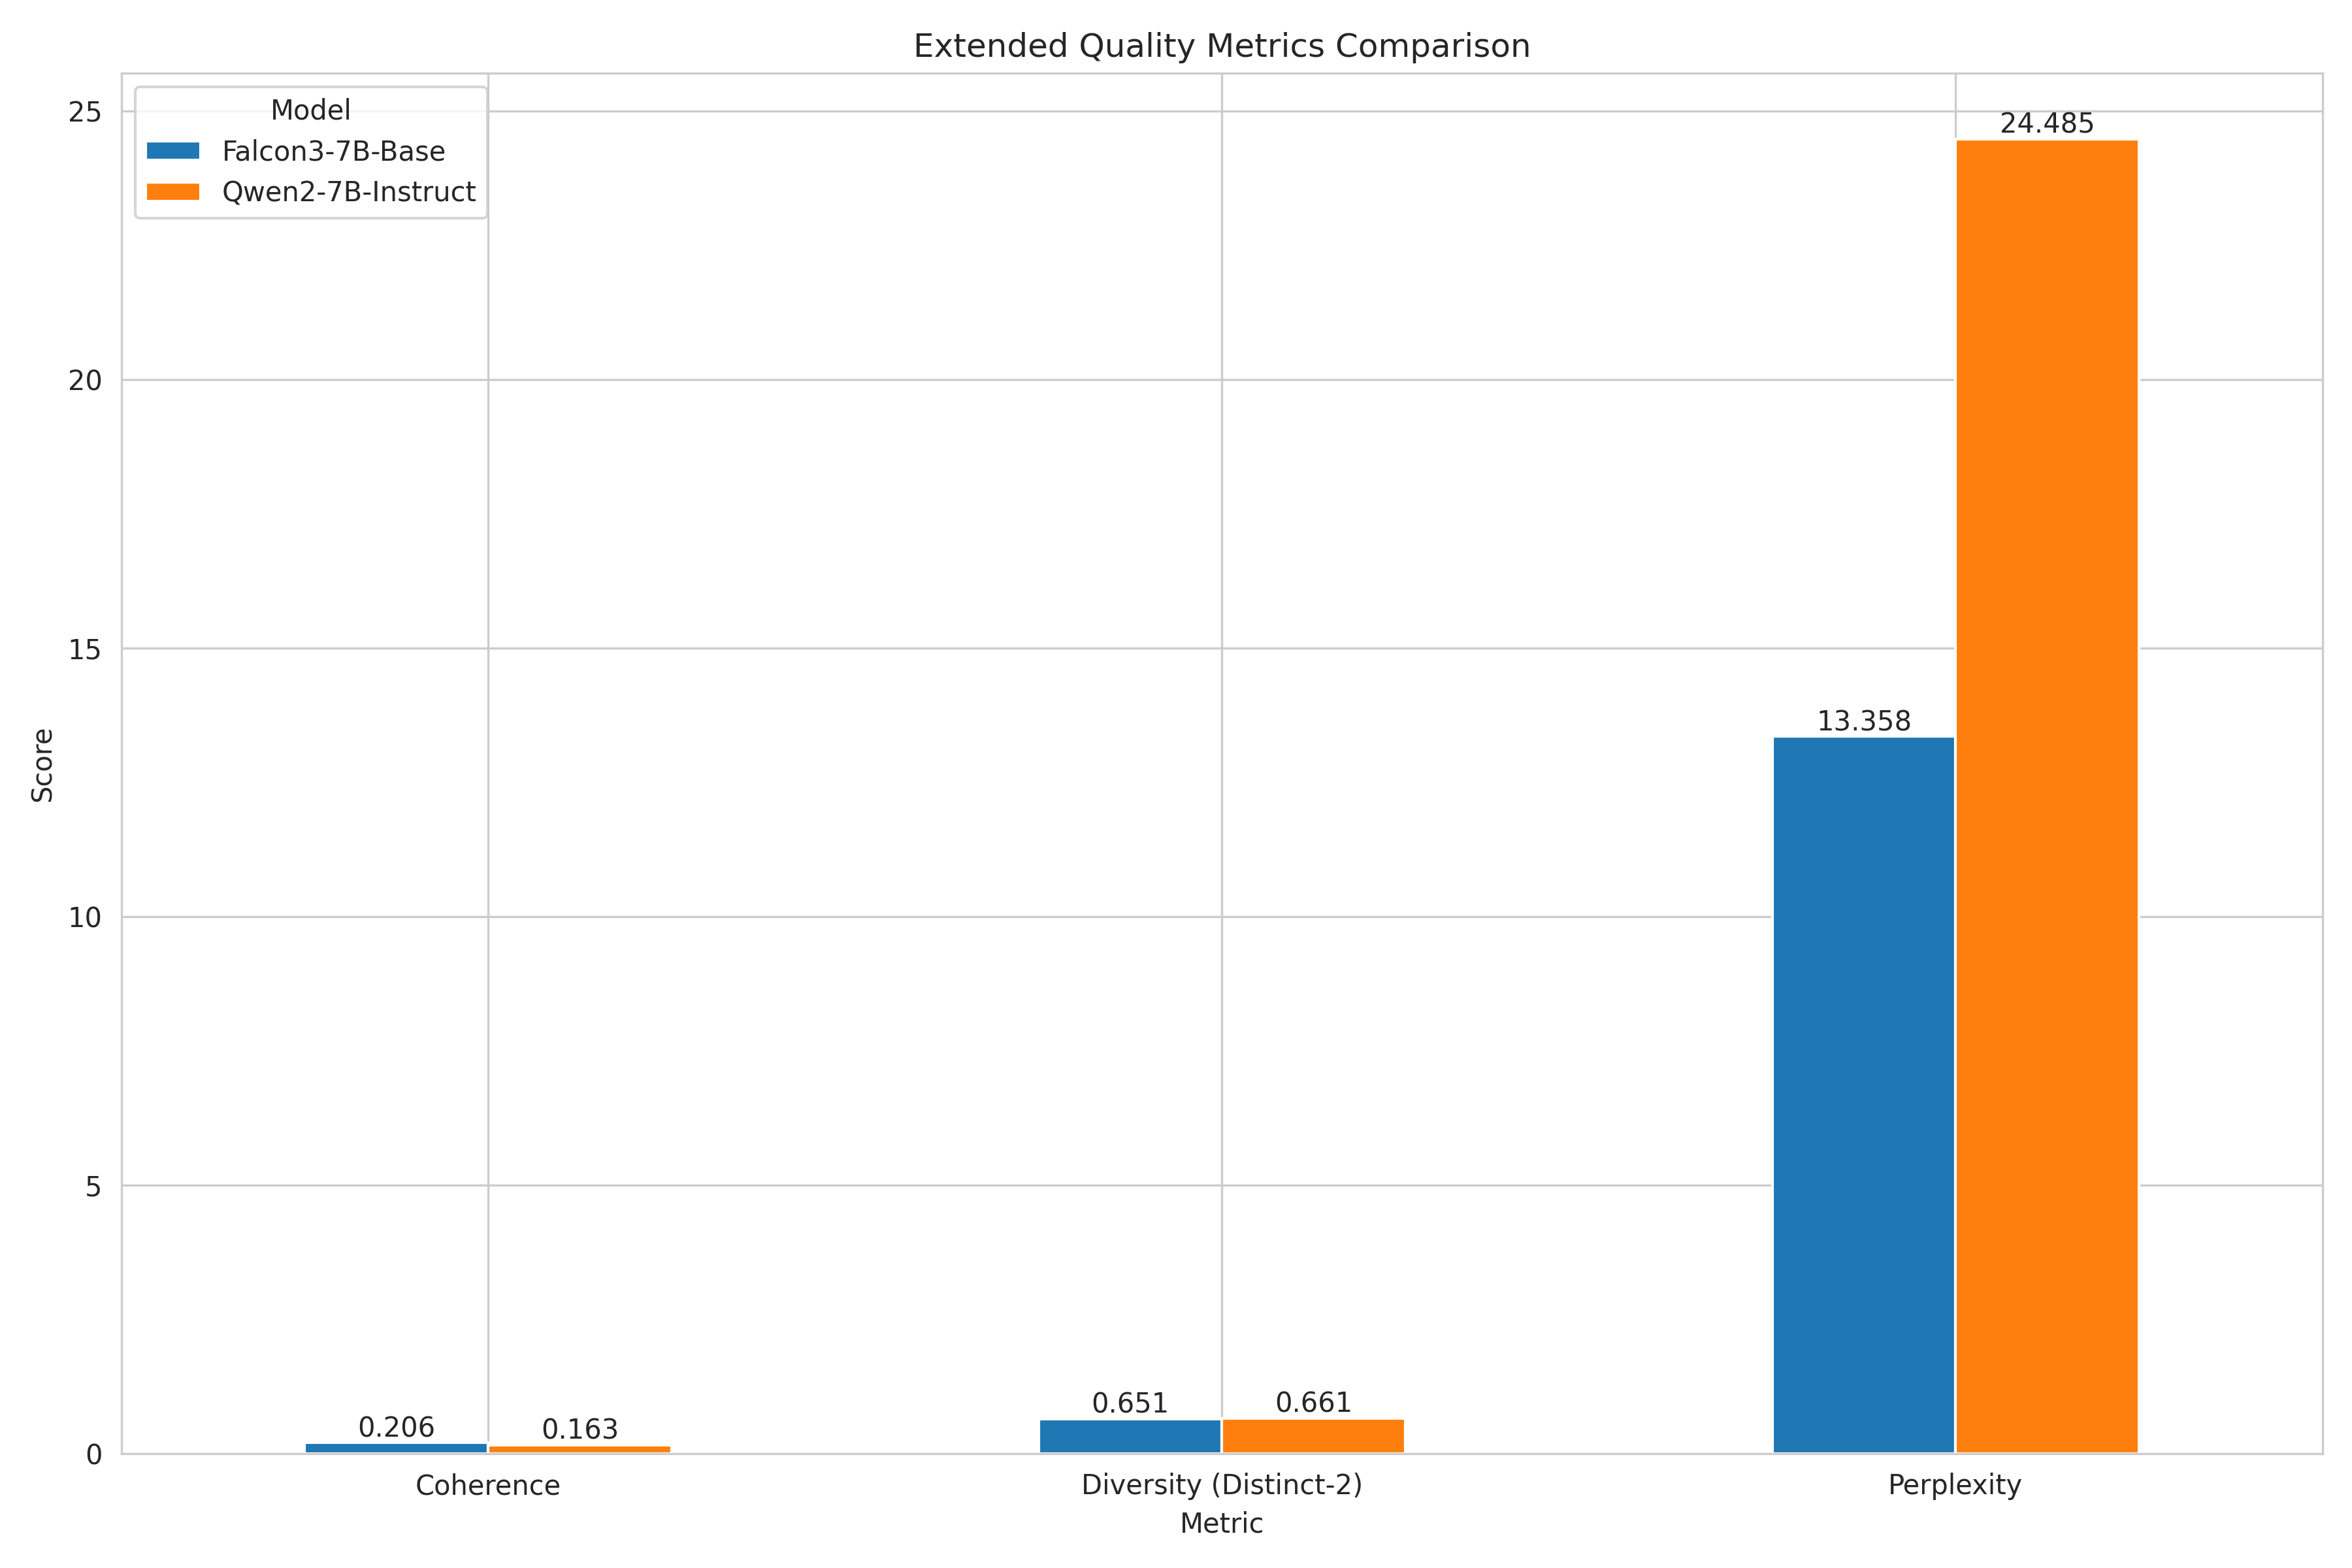 Extended Quality Metrics Comparison
Model
Falcon3-7B-Base
Qwen2-7B-Instruct
Score
25
20
15
10
5
0
0.206
0.163
0.651
0.661
13.358
24.485
Coherence
Diversity (Distinct-2)
Perplexity
Metric